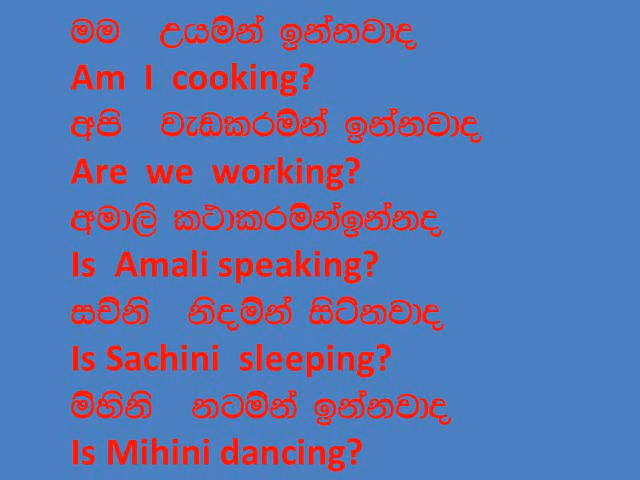 මම උයමින් ඉන්නවාද
Am I cooking?
අපි වැඩකරමින් ඉන්නවාද
Are we working?
අමාලි කථාකරමින්ඉන්නද
Is Amali speaking?
සචිනි නිදමින් සිටිනවාද
Is Sachini sleeping?
මිහිනි නටමින් ඉන්නවාද
Is Mihini dancing?